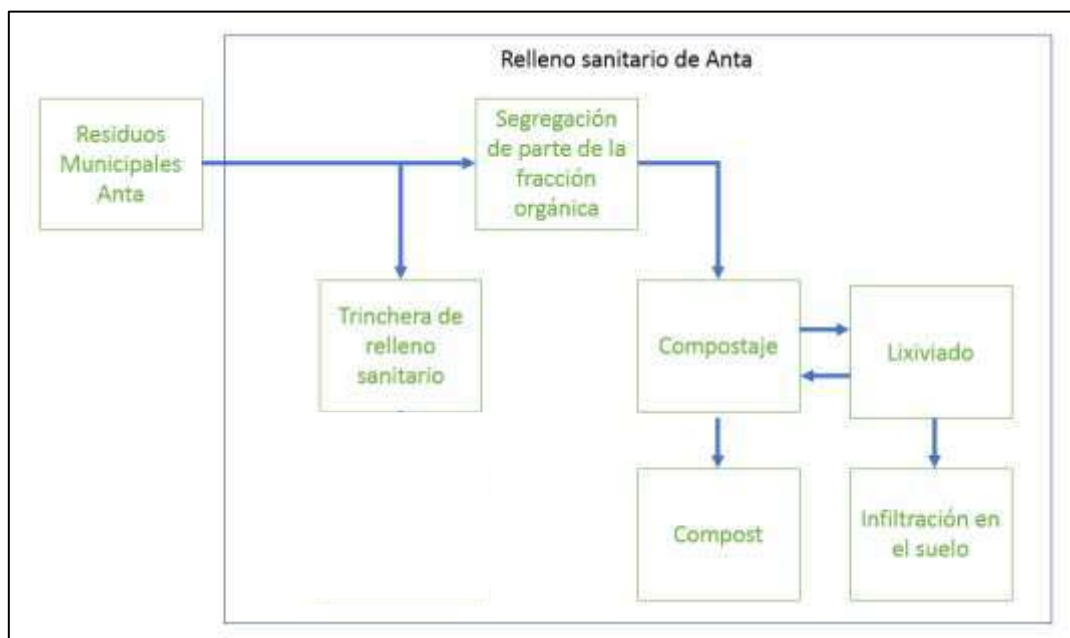 Relleno sanitario de Anta
Residuos
Municipales
Anta
Segregación
de parte de la
fracción
orgánica
Trinchera de
relleno
sanitario
Compostaje
Lixiviado
Compost
Infiltración en
el suelo